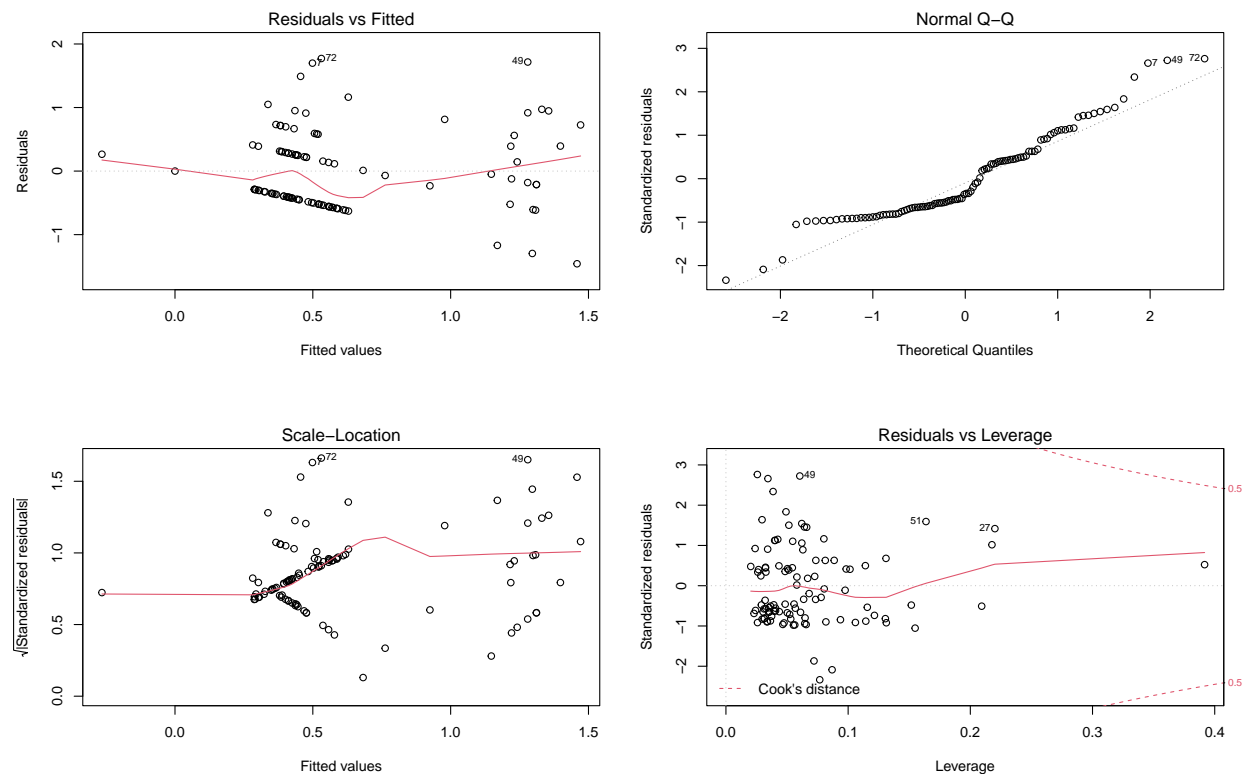 Residuals vs Fitted
Residuals
2
1
0
−1
72
7
49
0.0 0.5 1.0 1.5
Fitted values
Normal Q−Q
Standardized residuals
3
2
1
0
−1
−2
7 49 72
−2 −1 0 1 2
Theoretical Quantiles
Scale−Location
√|Standardized residuals|
1.5
1.0
0.5
0.0
72
7
49
0.0 0.5 1.0 1.5
Fitted values
Residuals vs Leverage
Standardized residuals
3
2
1
0
−1
−2
49
51
27
0.5
0.5
Cook's distance
0.0 0.1 0.2 0.3 0.4
Leverage